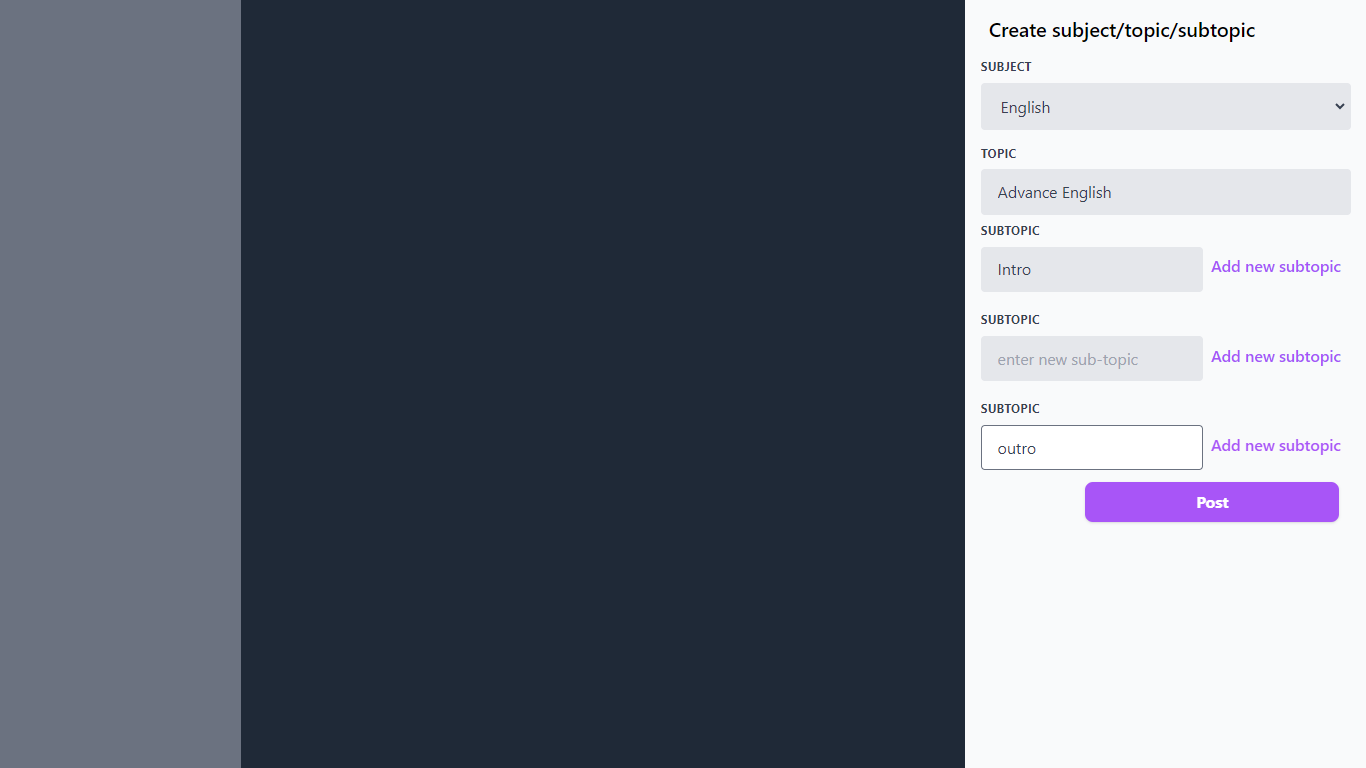 Create subject/topic/subtopic
SUBJECT
English
TOPIC
Advance English
SUBTOPIC
Intro Add new subtopic
SUBTOPIC
enter new sub-topic Add new subtopic
SUBTOPIC
outro Add new subtopic
Post